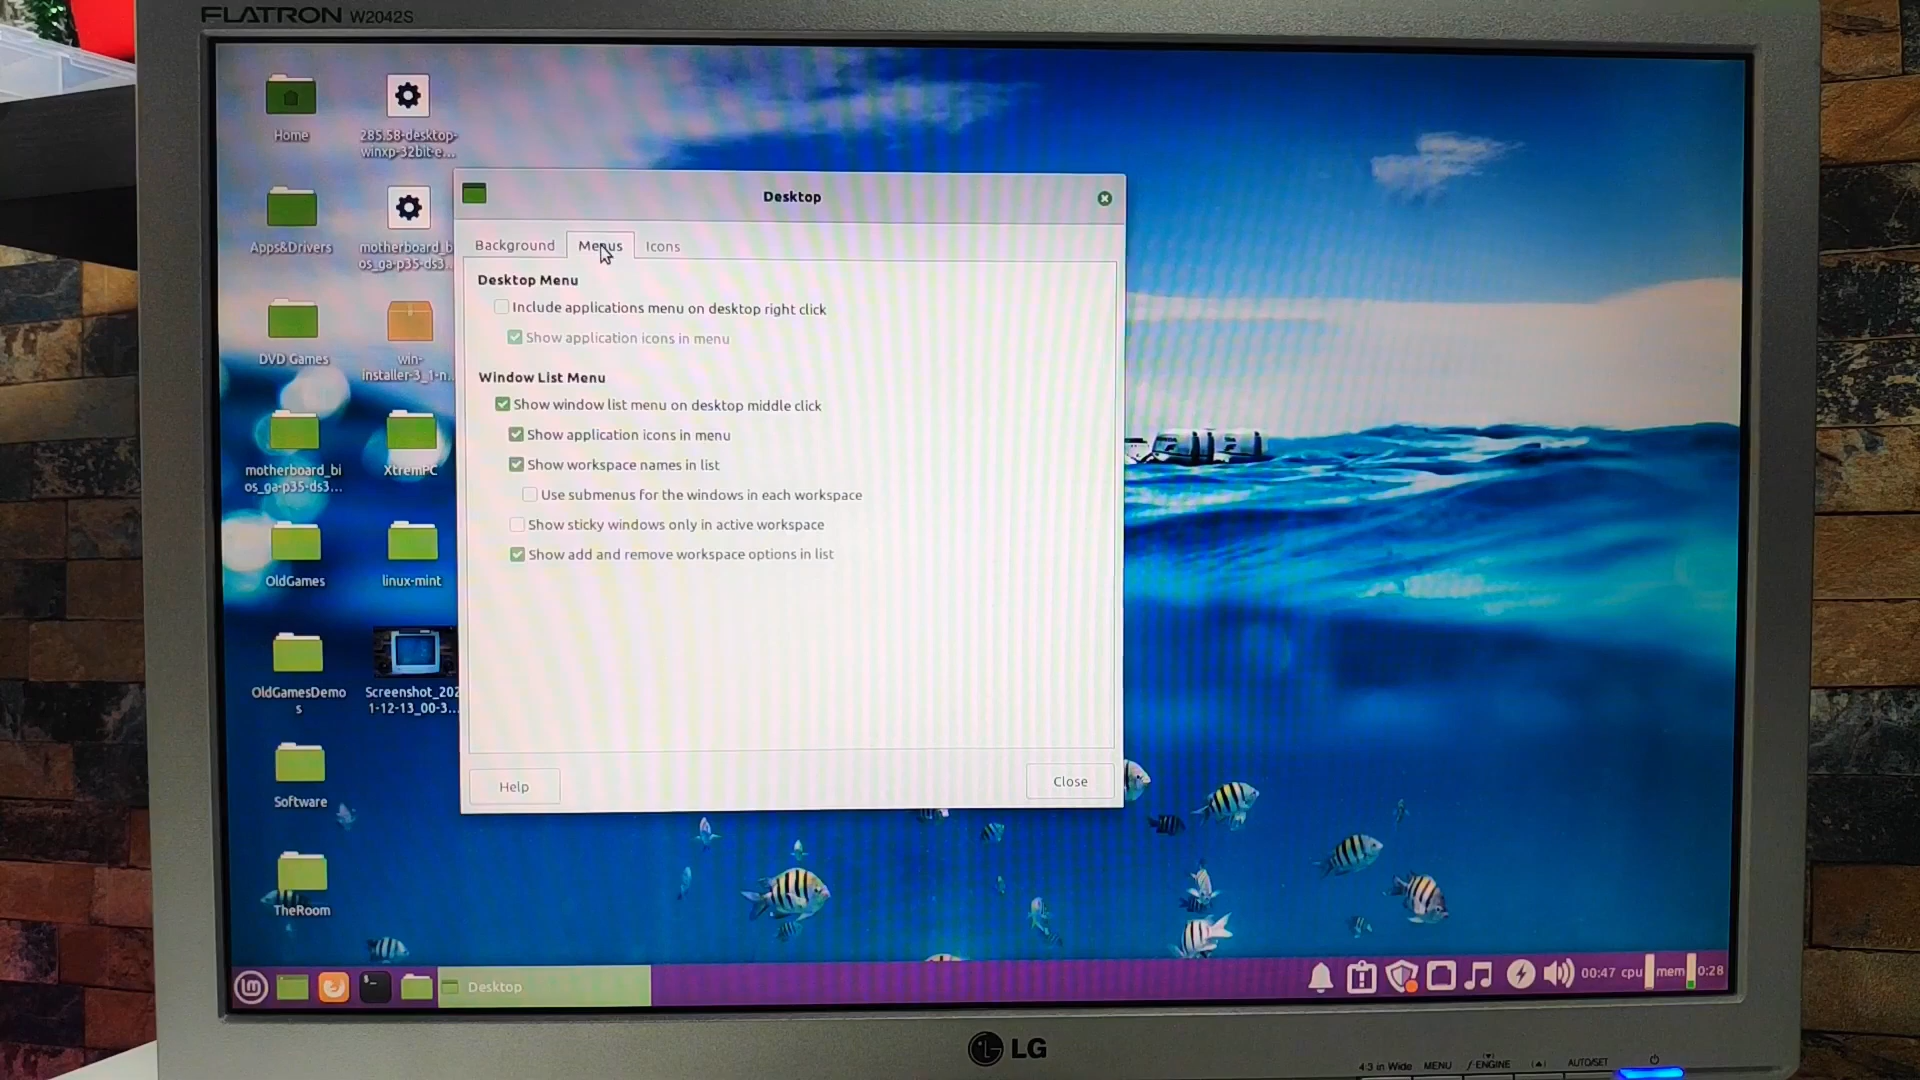 FLATRON W2042S
Home
285.58-desktop-
winxp-32bit-e...
Apps&Drivers
motherboard_b
os_ga-p35-ds3...
DVD Games
win-
installer-3_1-n...
motherboard_bi
os_ga-p35-ds3...
XtremPC
OldGames
linux-mint
OldGamesDemo
s
Screenshot_202
1-12-13_00-3...
Software
TheRoom
Desktop
Background
Menus
Icons
Desktop Menu
Include applications menu on desktop right click
Show application icons in menu
Window List Menu
Show window list menu on desktop middle click
Show application icons in menu
Show workspace names in list
Use submenus for the windows in each workspace
Show sticky windows only in active workspace
Show add and remove workspace options in list
Help
Close
Desktop
00:47 cpu mem 0:28
LG
4:3 in Wide MENU f·ENGINE AUTO/SET